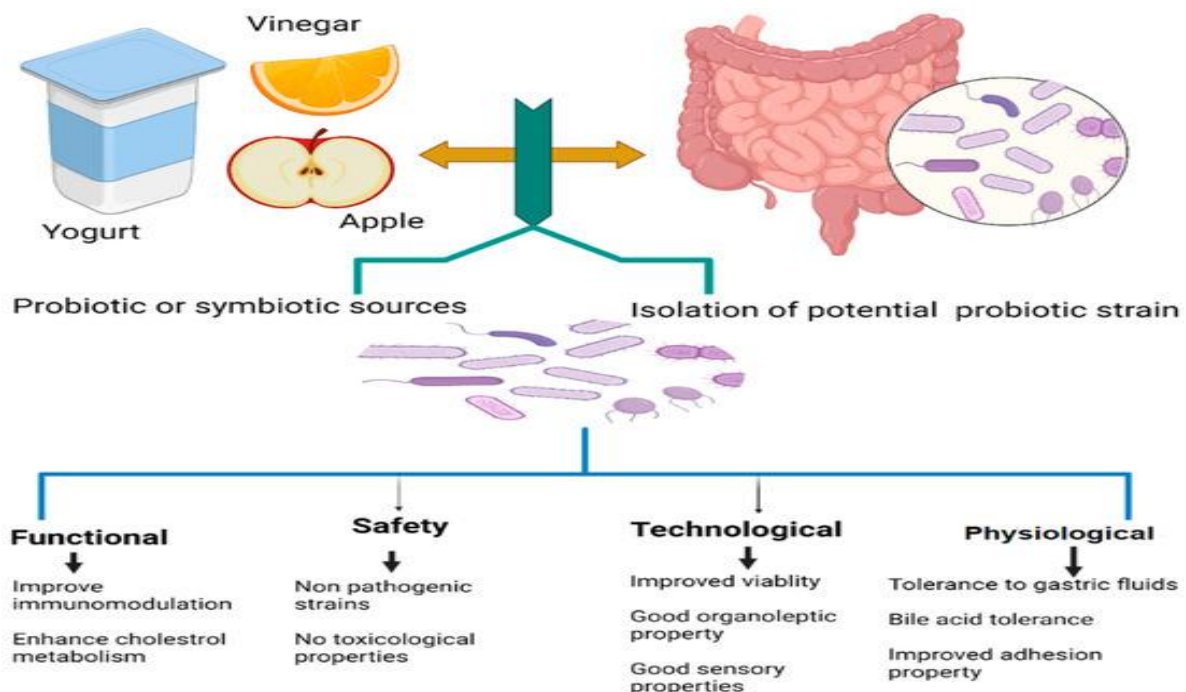 Vinegar
Yogurt
Apple
Probiotic or symbiotic sources
Isolation of potential probiotic strain
Functional
Improve
immunomodulation
Enhance cholestrol
metabolism
Safety
Non pathogenic
strains
No toxicological
properties
Technological
Improved viablity
Good organoleptic
property
Good sensory
properties
Physiological
Tolerance to gastric fluids
Bile acid tolerance
Improved adhesion
property